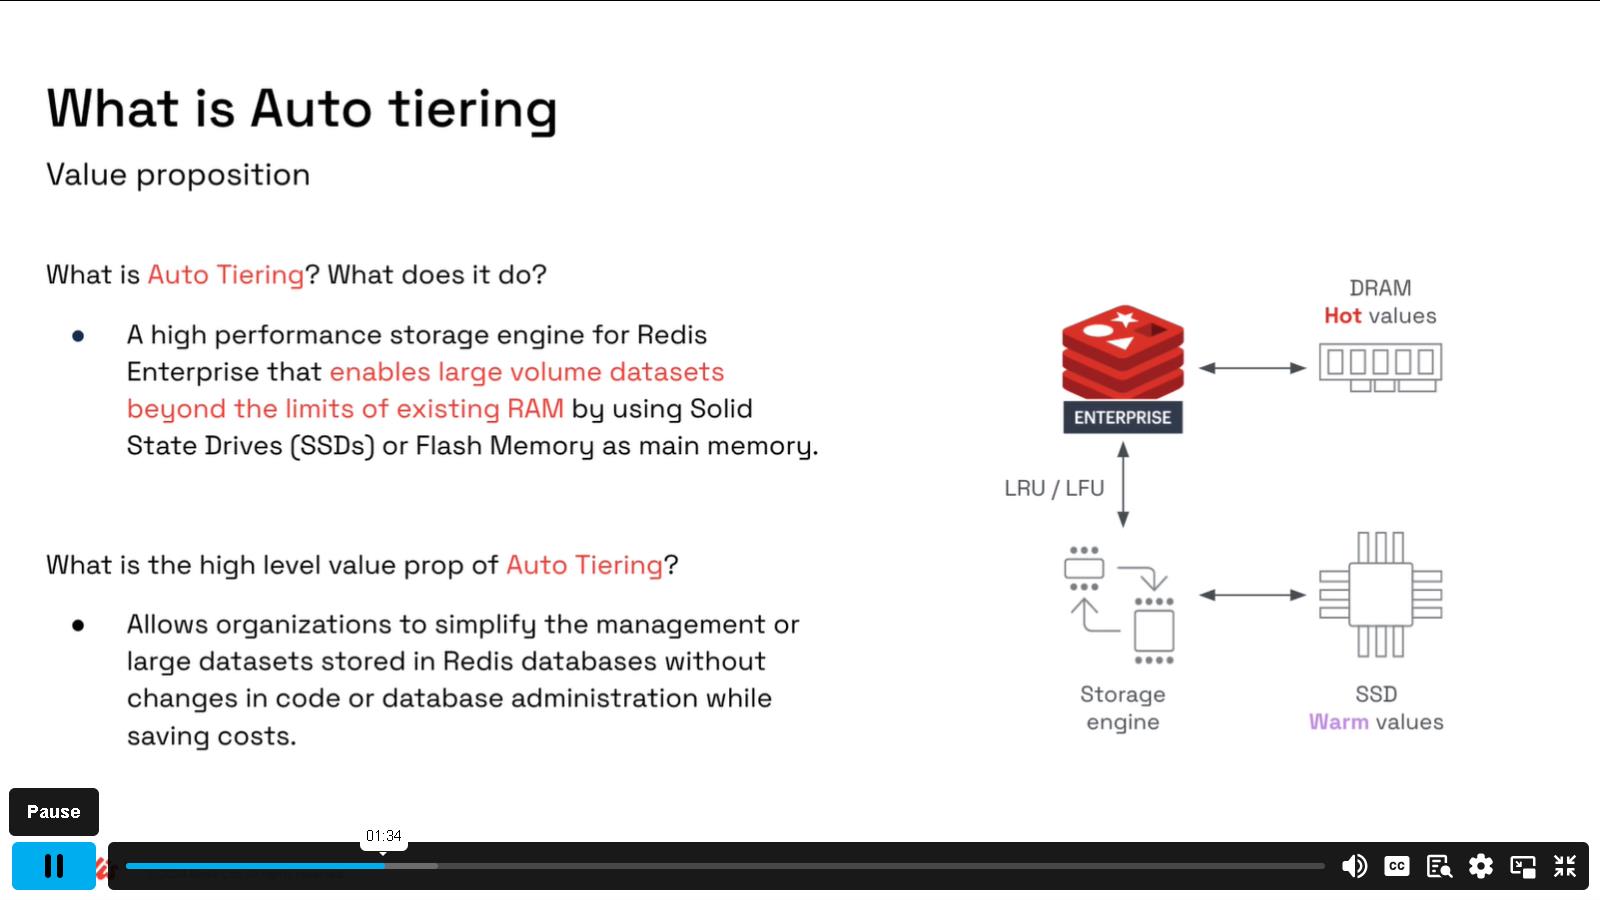 What is Auto tiering
Value proposition
What is Auto Tiering? What does it do?
● A high performance storage engine for Redis
Enterprise that enables large volume datasets
beyond the limits of existing RAM by using Solid
State Drives (SSDs) or Flash Memory as main memory.
What is the high level value prop of Auto Tiering?
● Allows organizations to simplify the management or
large datasets stored in Redis databases without
changes in code or database administration while
saving costs.
DRAM
Hot values
ENTERPRISE
LRU / LFU
Storage
engine
SSD
Warm values
Pause
01:34
CC